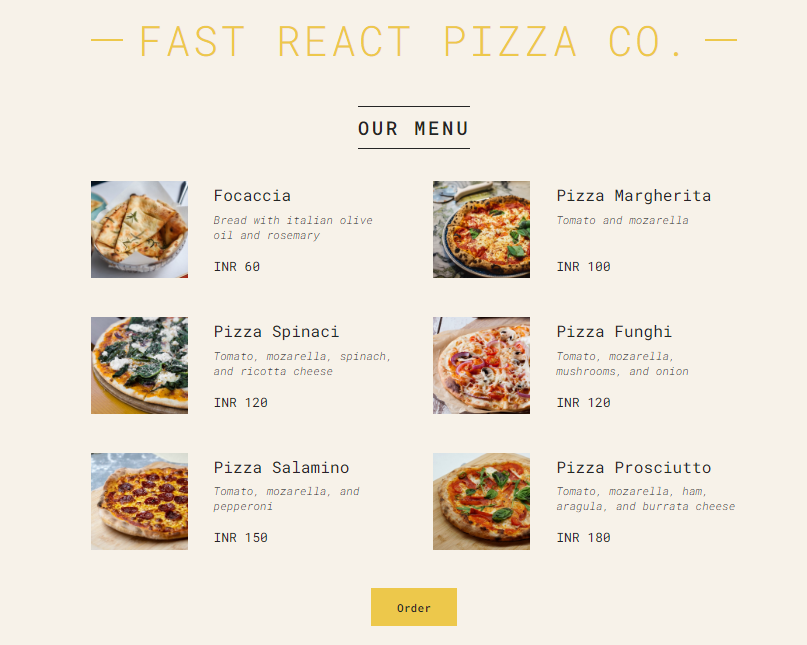 — FAST REACT PIZZA CO. —
OUR MENU
Focaccia
Bread with italian olive
oil and rosemary
INR 60
Pizza Margherita
Tomato and mozarella
INR 100
Pizza Spinaci
Tomato, mozarella, spinach,
and ricotta cheese
INR 120
Pizza Funghi
Tomato, mozarella,
mushrooms, and onion
INR 120
Pizza Salamino
Tomato, mozarella, and
pepperoni
INR 150
Pizza Prosciutto
Tomato, mozarella, ham,
aragula, and burrata cheese
INR 180
Order